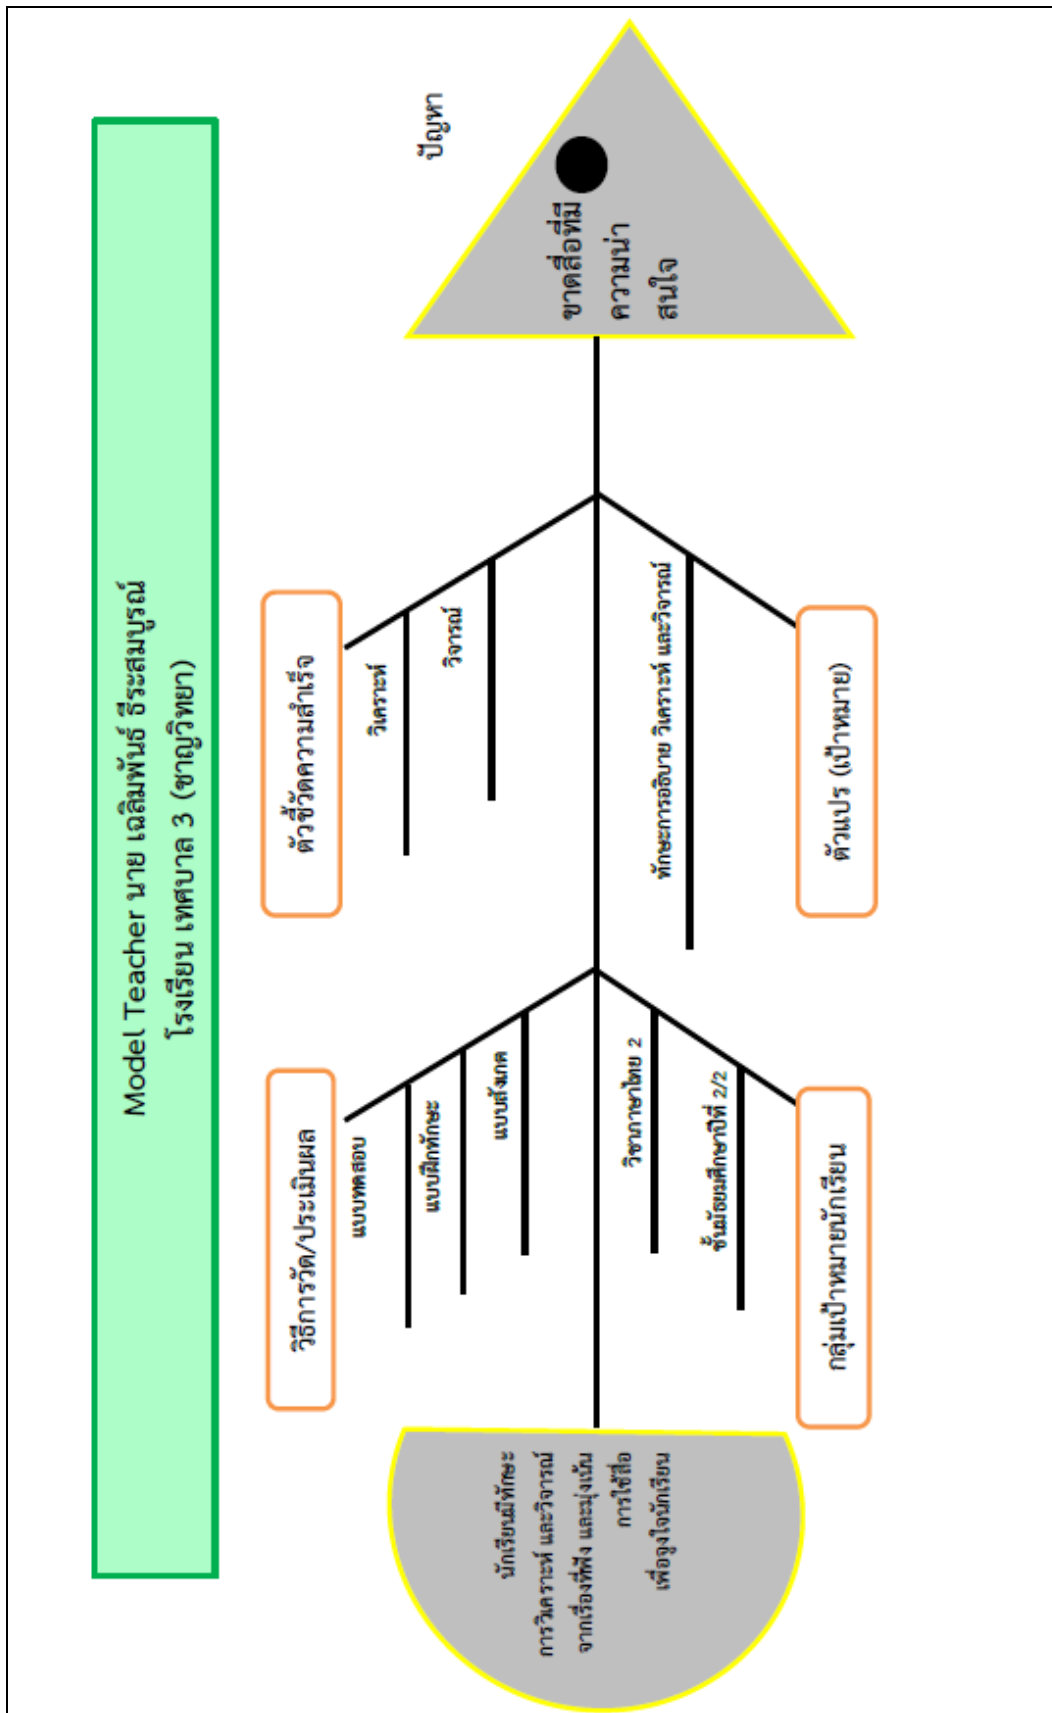 Model Teacher นาย เฉลิมพันธ์ ธีระสมบูรณ์
โรงเรียน เทศบาล 3 (ชาญวิทยา)
วิธีการวัด/ประเมินผล
แบบทดสอบ
แบบฝึกทักษะ
แบบสังเกต
ตัวชี้วัดความสำเร็จ
วิเคราะห์
วิจารณ์
ปัญหา
ขาดสื่อที่มี
ความน่า
สนใจ
นักเรียนมีทักษะ
การวิเคราะห์ และวิจารณ์
จากเรื่องที่ฟัง และมุ่งเน้น
การใช้สื่อ
เพื่อจูงใจนักเรียน
วิชาภาษาไทย 2
ชั้นมัธยมศึกษาปีที่ 2/2
กลุ่มเป้าหมายนักเรียน
ทักษะการอธิบาย วิเคราะห์ และวิจารณ์
ตัวแปร (เป้าหมาย)